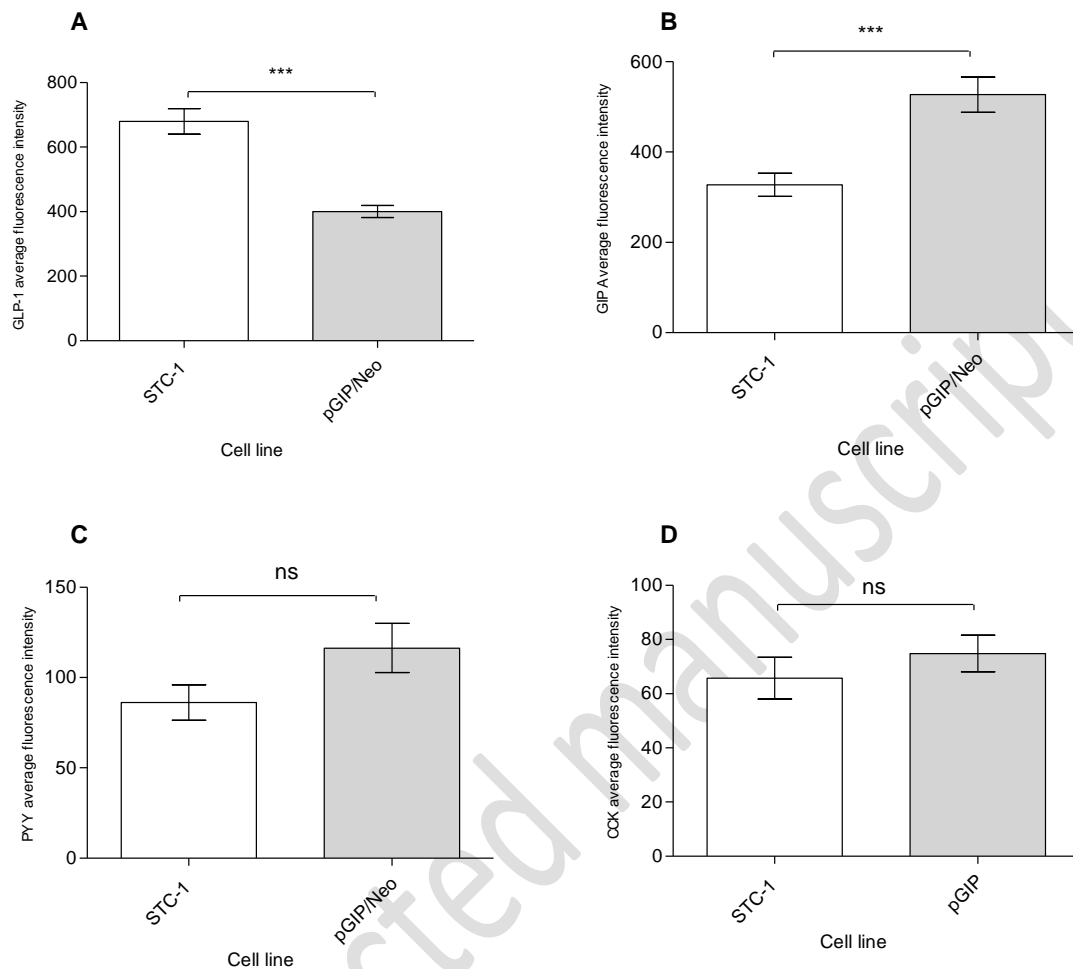 A
***
800
600
400
200
0
GLP-1 average fluorescence intensity
STC-1
pGIP/Neo
Cell line
B
***
600
400
200
0
GIP Average fluorescence intensity
STC-1
pGIP/Neo
Cell line
C
ns
150
100
50
0
PYY average fluorescence intensity
STC-1
pGIP/Neo
Cell line
D
ns
100
80
60
40
20
0
CCK average fluorescence intensity
STC-1
pGIP
Cell line
cted manuscrip